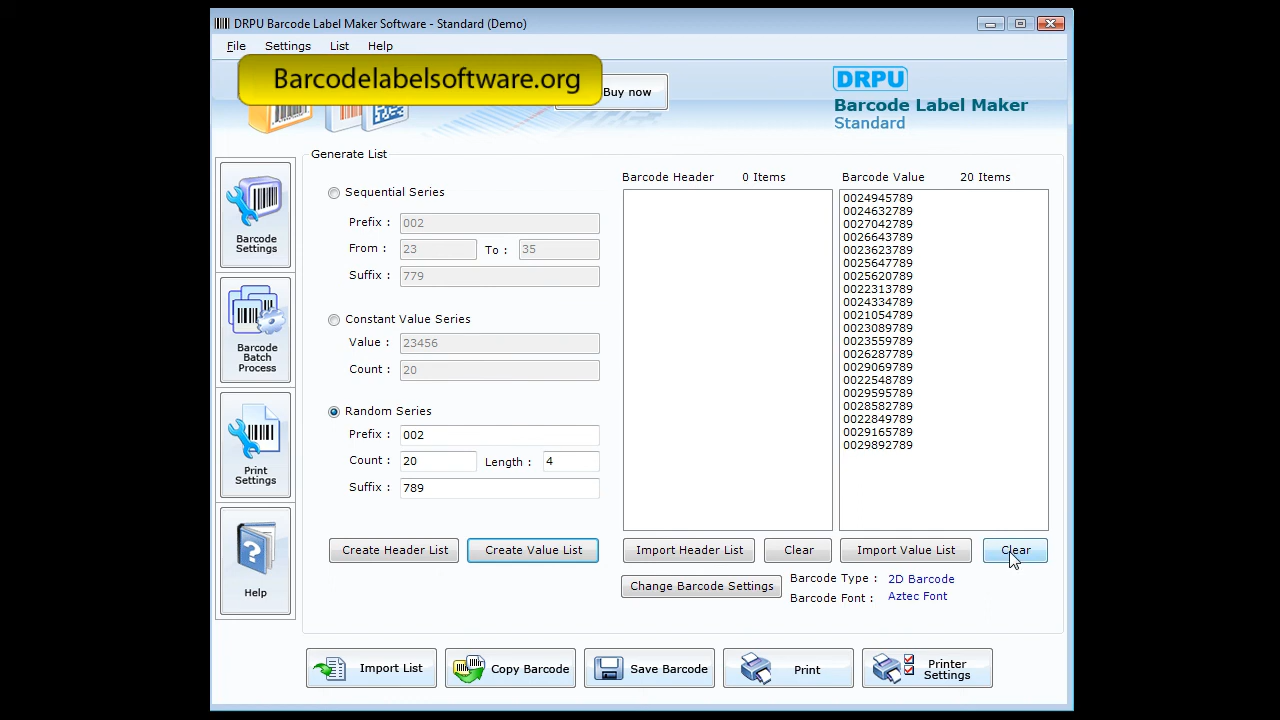 DRPU Barcode Label Maker Software - Standard (Demo)
File Settings List Help
Barcodelabelsoftware.org
Buy now
DRPU
Barcode Label Maker
Standard
Barcode
Settings
Barcode
Batch
Process
Print
Settings
Help
Generate List
Sequential Series
Prefix : 002
From : 23 To : 35
Suffix : 779
Constant Value Series
Value : 23456
Count : 20
Random Series
Prefix : 002
Count : 20 Length : 4
Suffix : 789
Create Header List Create Value List
Barcode Header 0 Items
Barcode Value 20 Items
0024945789
0024632789
0027042789
0026643789
0023623789
0025647789
0025620789
0022313789
0024334789
0021054789
0023089789
0023559789
0026287789
0029069789
0022548789
0029595789
0028582789
0022849789
0029165789
0029892789
Import Header List Clear Import Value List Clear
Change Barcode Settings
Barcode Type : 2D Barcode
Barcode Font : Aztec Font
Import List Copy Barcode Save Barcode Print Printer
Settings